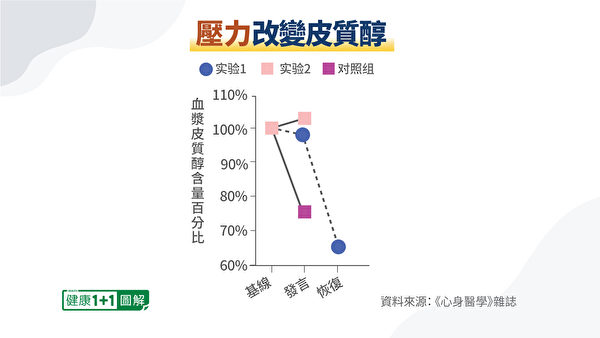 壓力改變皮質醇
实验1 实验2 对照组
血漿皮質醇含量百分比
110%
100%
90%
80%
70%
60%
基線 發言 恢復
健康1+1 圖解
資料來源：《心身醫學》雜誌